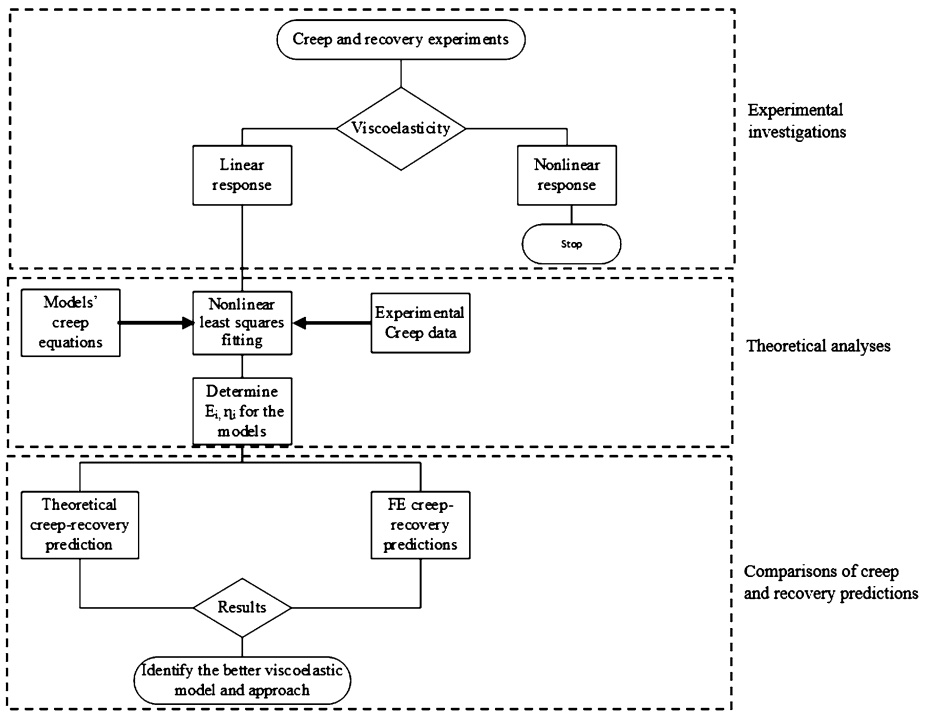 Creep and recovery experiments
Viscoelasticity
Linear
response
Nonlinear
response
Stop
Experimental
investigations
Models'
creep
equations
Nonlinear
least squares
fitting
Experimental
Creep data
Determine
Ei, ηi for the
models
Theoretical analyses
Theoretical
creep-recovery
prediction
FE creep-
recovery
predictions
Results
Identify the better viscoelastic
model and approach
Comparisons of creep
and recovery predictions